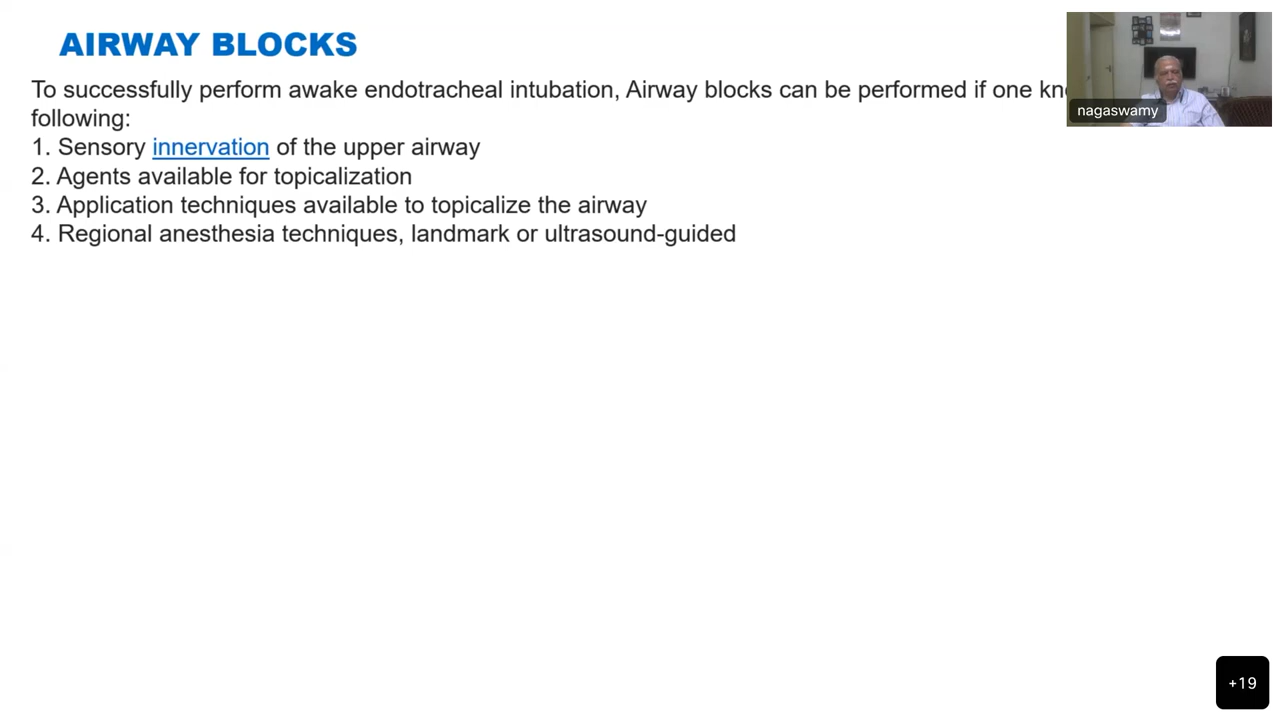 AIRWAY BLOCKS
To successfully perform awake endotracheal intubation, Airway blocks can be performed if one
following:
1. Sensory innervation of the upper airway
2. Agents available for topicalization
3. Application techniques available to topicalize the airway
4. Regional anesthesia techniques, landmark or ultrasound-guided
nagaswamy
+19